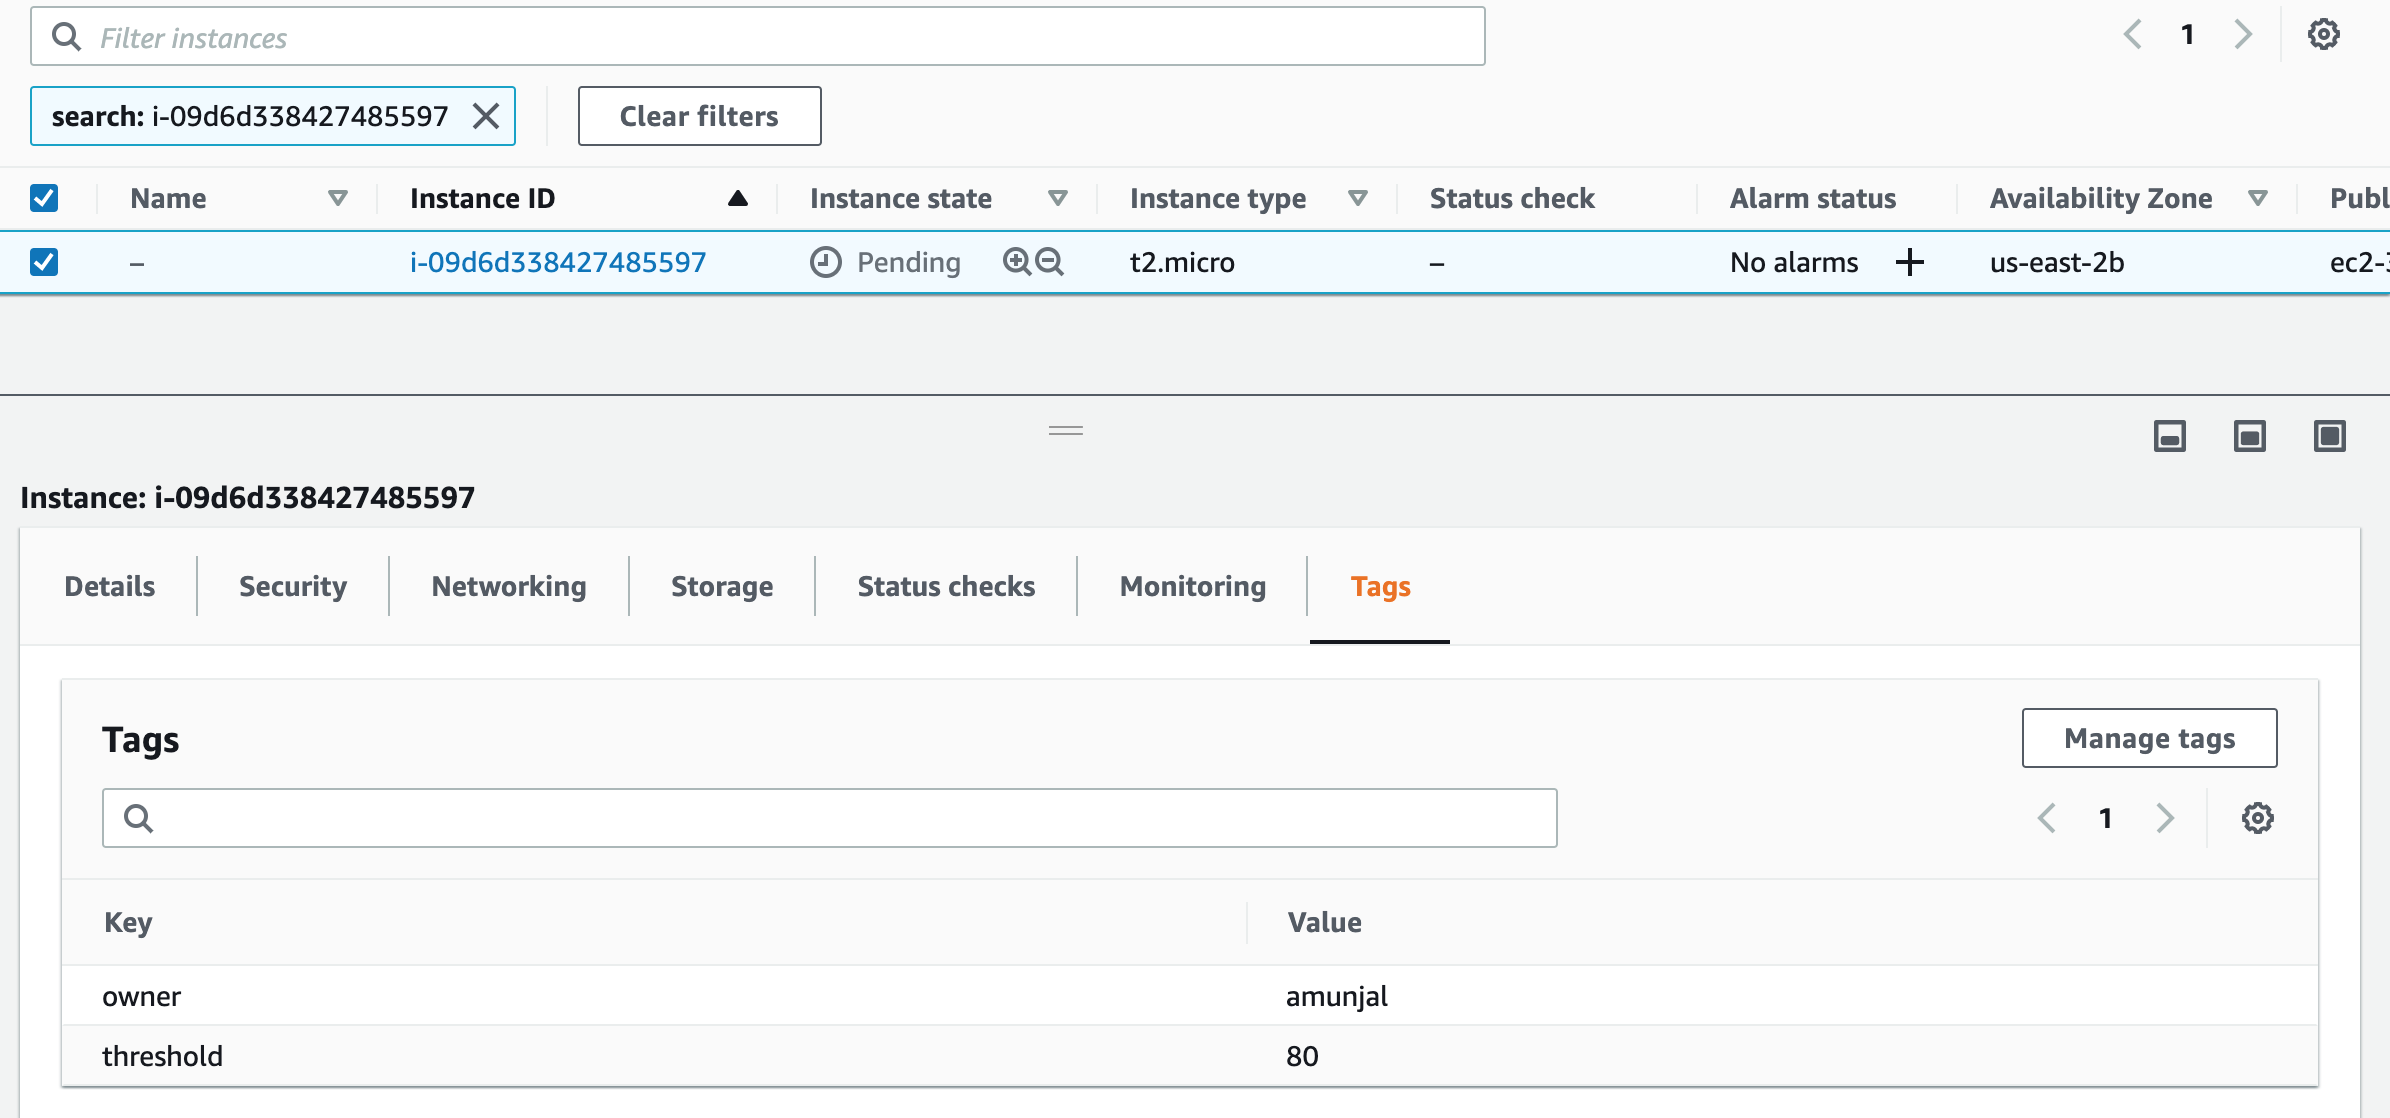 Filter instances
1
search: i-09d6d338427485597
Clear filters
Name Instance ID Instance state Instance type Status check Alarm status Availability Zone Publ
– i-09d6d338427485597 Pending t2.micro – No alarms + us-east-2b ec2-3
Instance: i-09d6d338427485597
Details Security Networking Storage Status checks Monitoring Tags
Tags
Manage tags
1
Key Value
owner amunjal
threshold 80